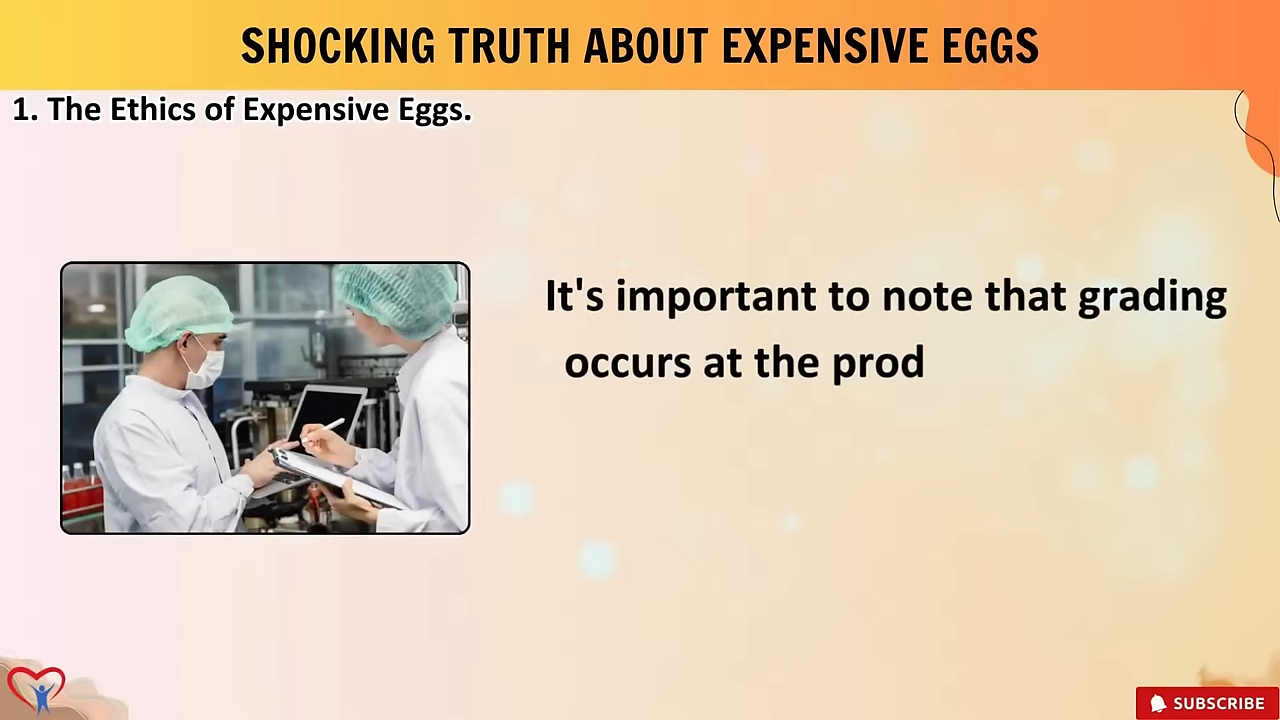 SHOCKING TRUTH ABOUT EXPENSIVE EGGS
1. The Ethics of Expensive Eggs.
It's important to note that grading
occurs at the prod
SUBSCRIBE